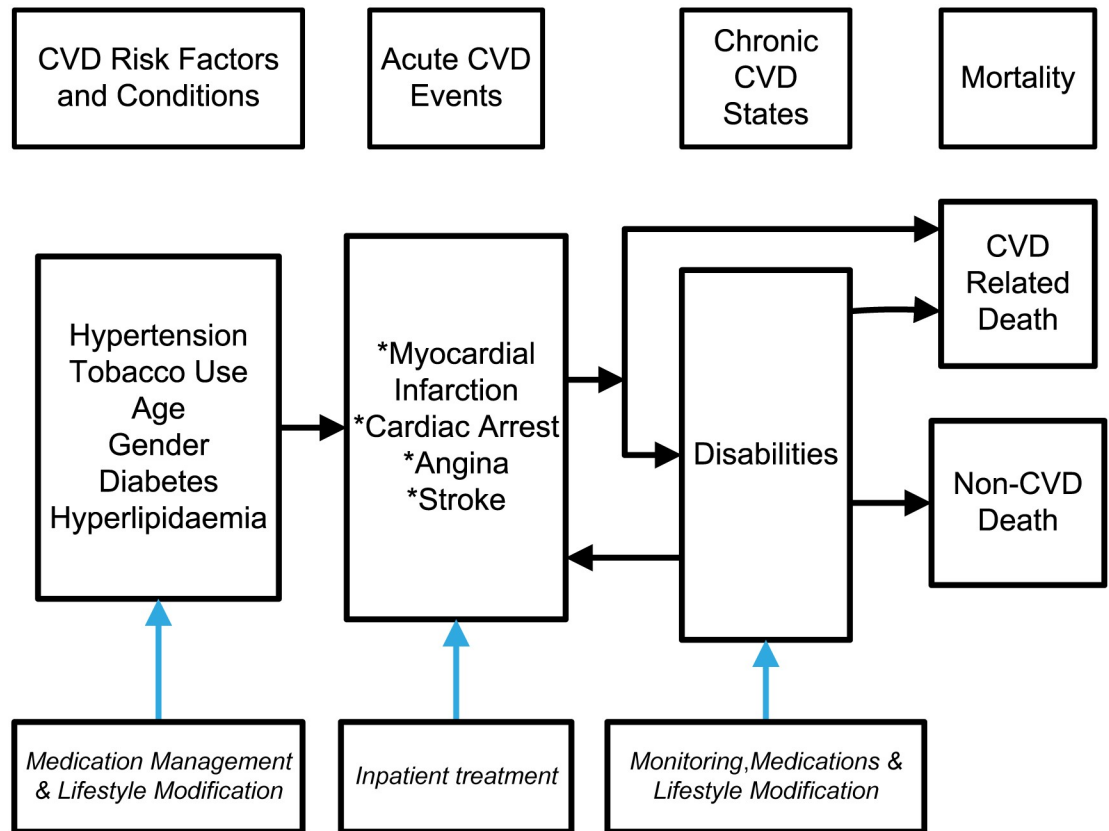 CVD Risk Factors
and Conditions
Acute CVD
Events
Chronic
CVD
States
Mortality
Hypertension
Tobacco Use
Age
Gender
Diabetes
Hyperlipidaemia
*Myocardial
Infarction
*Cardiac Arrest
*Angina
*Stroke
Disabilities
CVD
Related
Death
Non-CVD
Death
Medication Management
& Lifestyle Modification
Inpatient treatment
Monitoring,Medications &
Lifestyle Modification